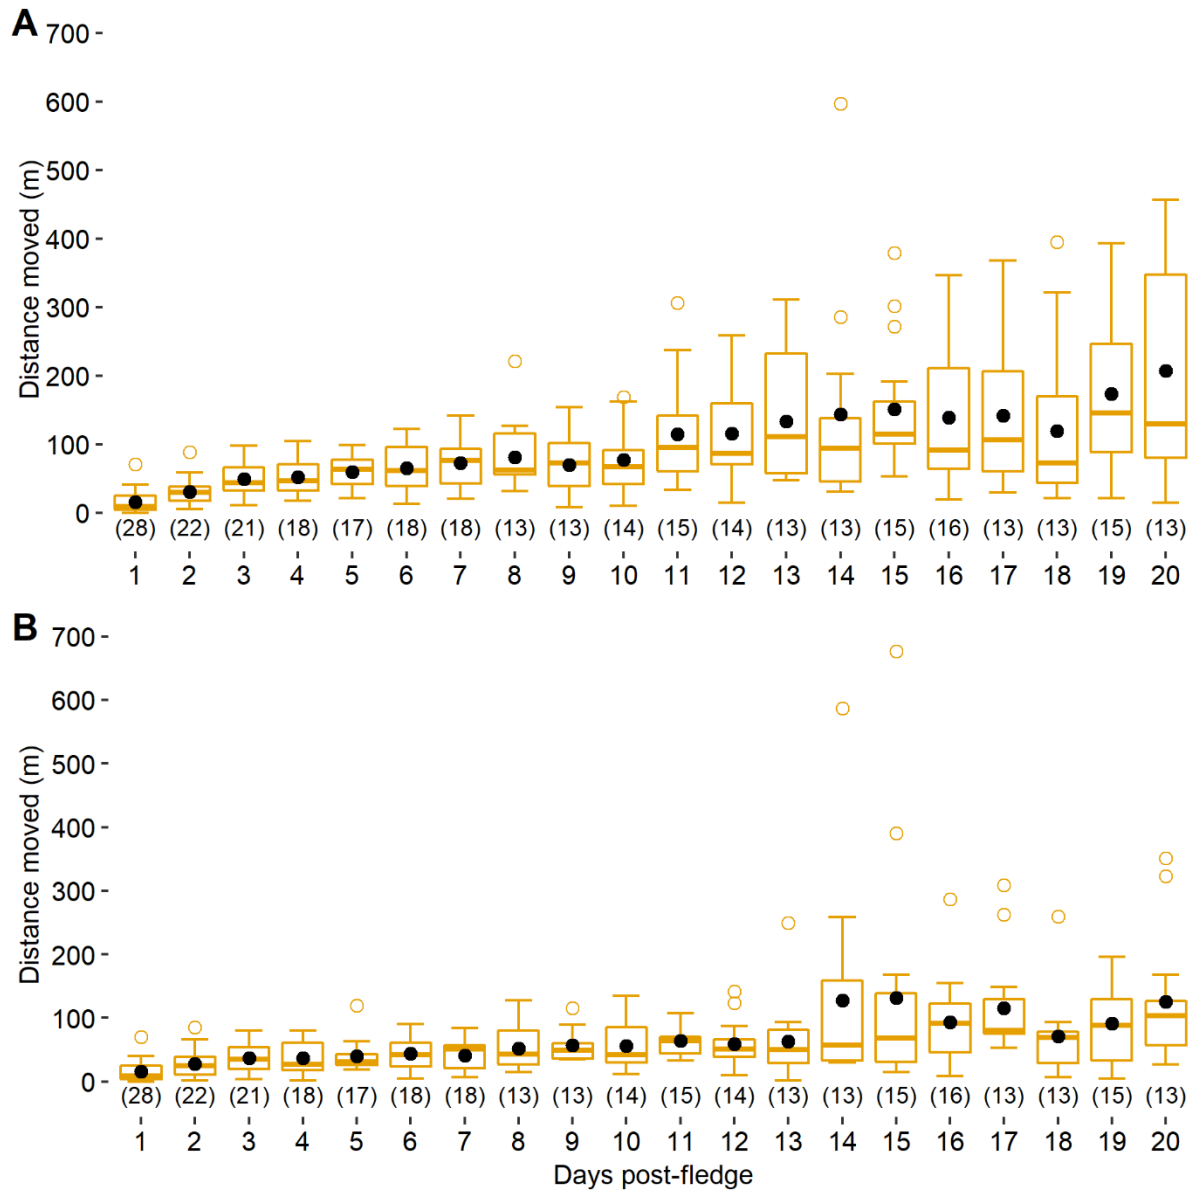 A
700
600
500
400
300
200
100
0
Distance moved (m)
(28) (22) (21) (18) (17) (18) (18) (13) (13) (14) (15) (14) (13) (13) (15) (16) (13) (13) (15) (13)
1 2 3 4 5 6 7 8 9 10 11 12 13 14 15 16 17 18 19 20
B
700
600
500
400
300
200
100
0
Distance moved (m)
(28) (22) (21) (18) (17) (18) (18) (13) (13) (14) (15) (14) (13) (13) (15) (16) (13) (13) (15) (13)
1 2 3 4 5 6 7 8 9 10 11 12 13 14 15 16 17 18 19 20
Days post-fledge